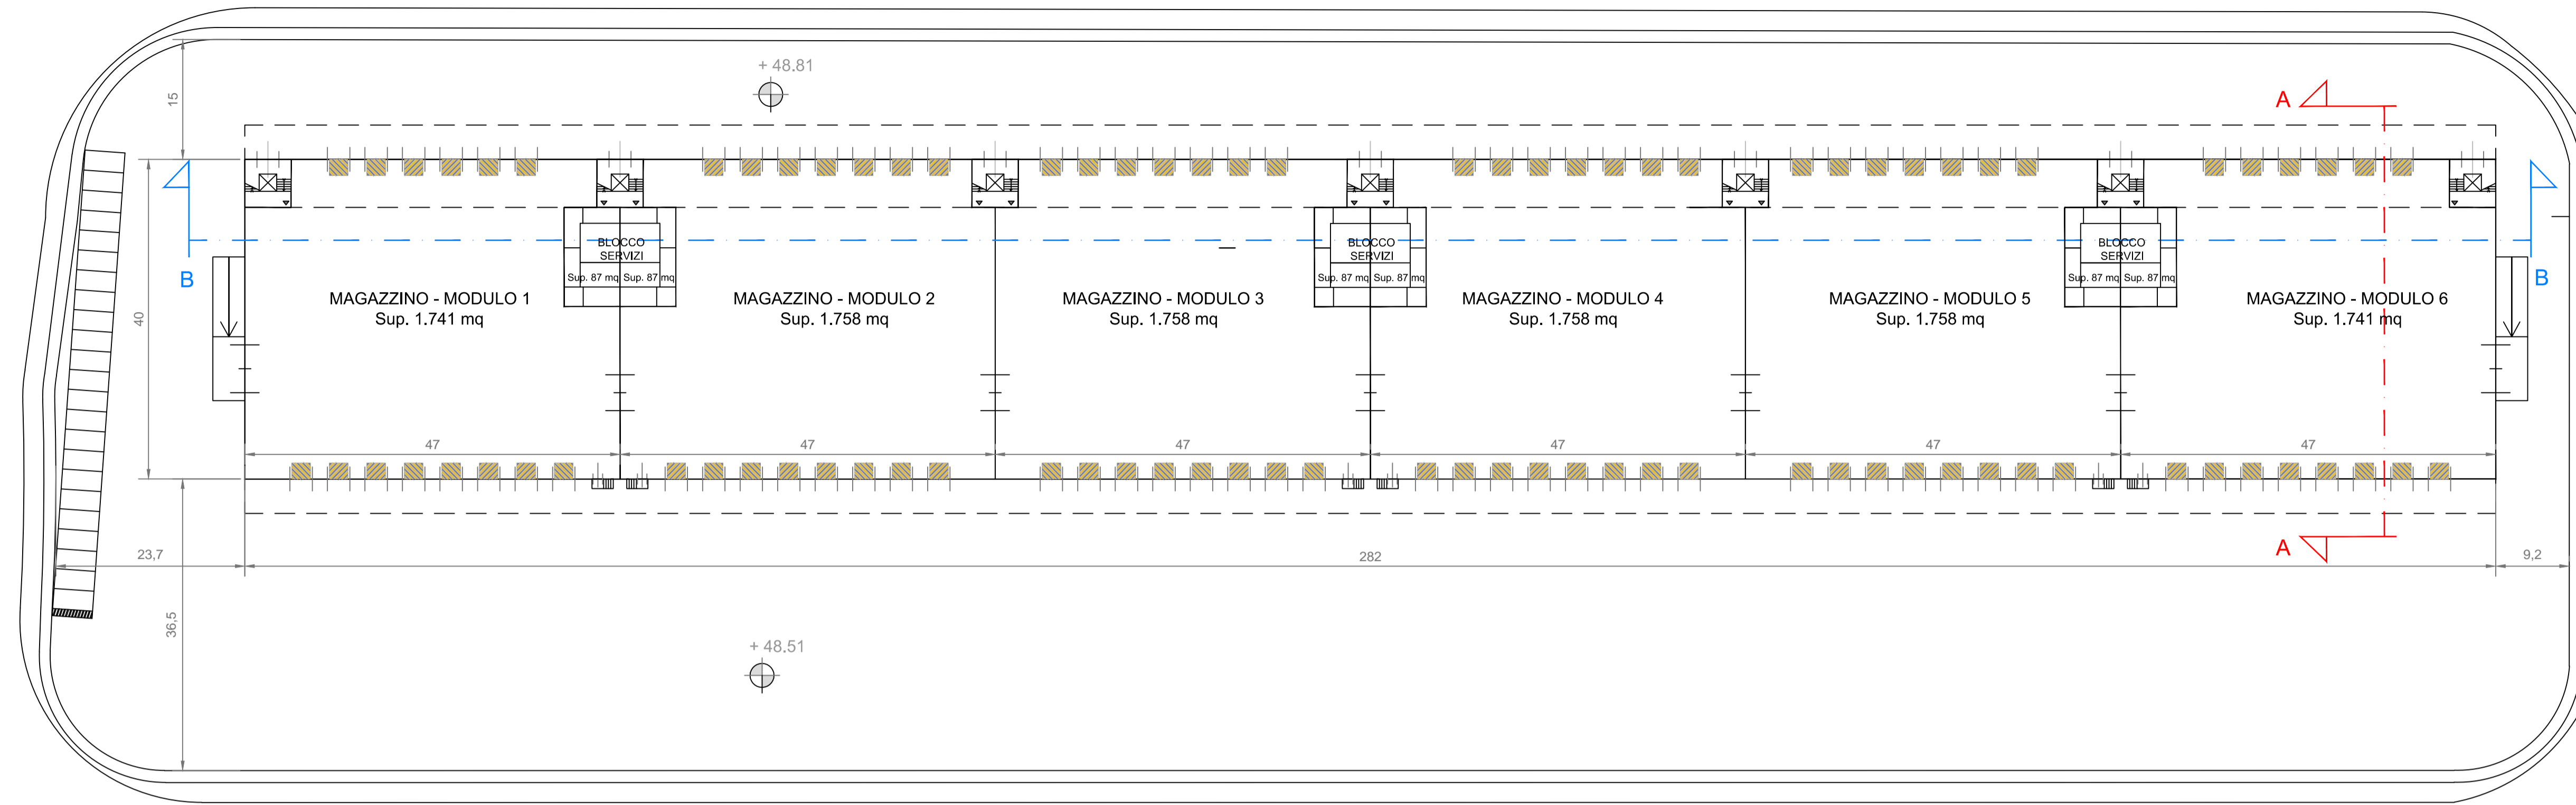 + 48.81
A
15
BLOCCO
SERVIZI
Sup. 87 mq Sup. 87 mq
BLOCCO
SERVIZI
Sup. 87 mq Sup. 87 mq
BLOCCO
SERVIZI
Sup. 87 mq Sup. 87 mq
B
B
MAGAZZINO - MODULO 1
Sup. 1.741 mq
MAGAZZINO - MODULO 2
Sup. 1.758 mq
MAGAZZINO - MODULO 3
Sup. 1.758 mq
MAGAZZINO - MODULO 4
Sup. 1.758 mq
MAGAZZINO - MODULO 5
Sup. 1.758 mq
MAGAZZINO - MODULO 6
Sup. 1.741 mq
40
47
47
47
47
47
47
A
23,7
282
9,2
36,5
+ 48.51